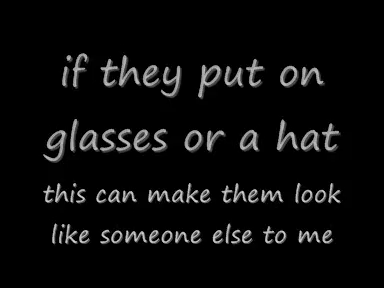 if they put on
glasses or a hat
this can make them look
like someone else to me